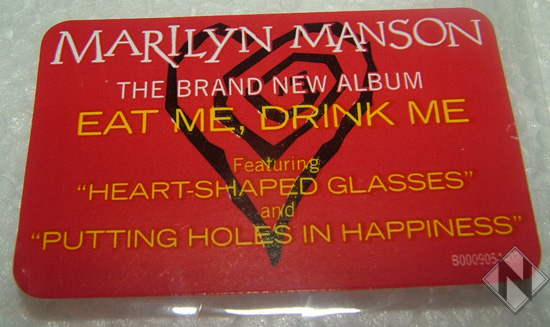 MARILYN MANSON
THE BRAND NEW ALBUM
EAT ME, DRINK ME
Featuring
"HEART-SHAPED GLASSES"
and
"PUTTING HOLES IN HAPPINESS"
N